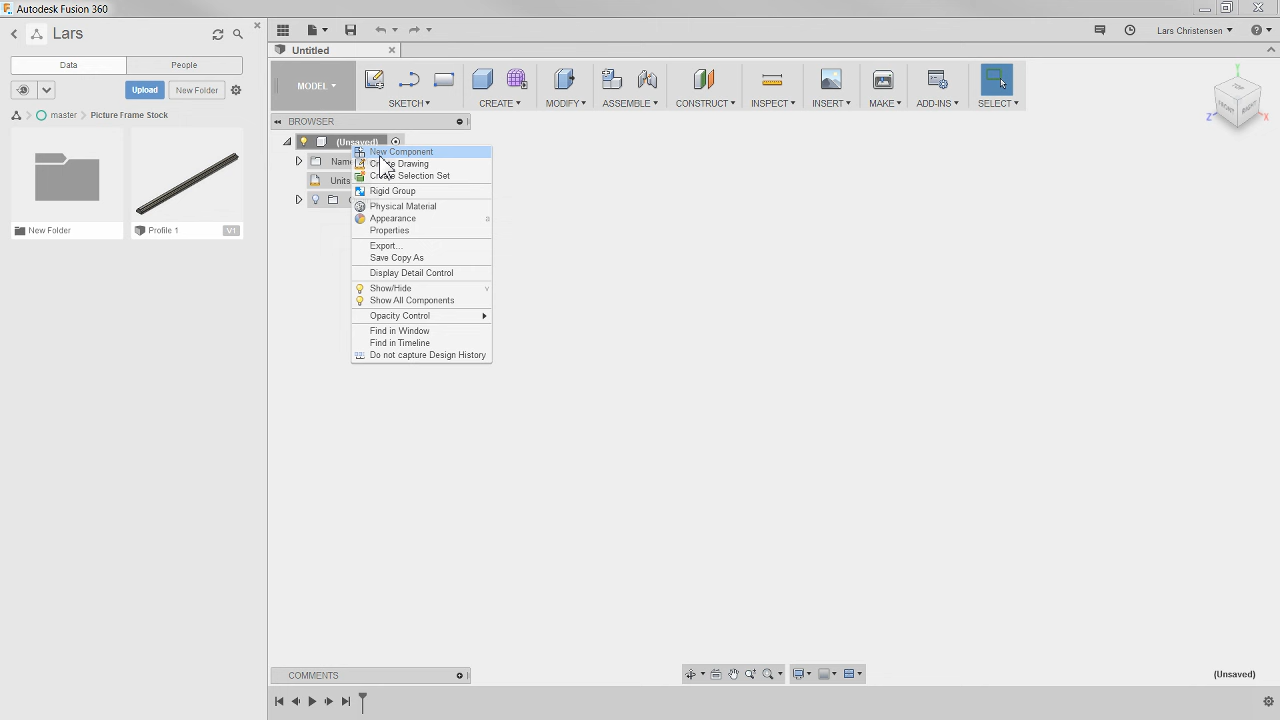 Autodesk Fusion 360
Lars
Data
People
Upload
New Folder
master
Picture Frame Stock
New Folder
Profile 1
V1
Untitled
Lars Christensen
MODEL
SKETCH
CREATE
MODIFY
ASSEMBLE
CONSTRUCT
INSPECT
INSERT
MAKE
ADD-INS
SELECT
TOP
FRONT
RIGHT
Y
Z
X
BROWSER
(Unsaved)
Name
Units
New Component
Create Drawing
Create Selection Set
Rigid Group
Physical Material
Appearance a
Properties
Export...
Save Copy As
Display Detail Control
Show/Hide v
Show All Components
Opacity Control
Find in Window
Find in Timeline
Do not capture Design History
COMMENTS
(Unsaved)